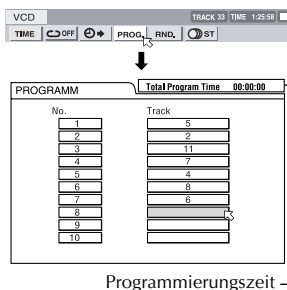 VCD TRACK 33 TIME 1:25:58
TIME OFF PROG. RND. ST
PROGRAMM Total Program Time 00:00:00
No. Track
1 5
2 2
3 11
4 7
5 4
6 8
7 6
8
9
10
Programmierungszeit